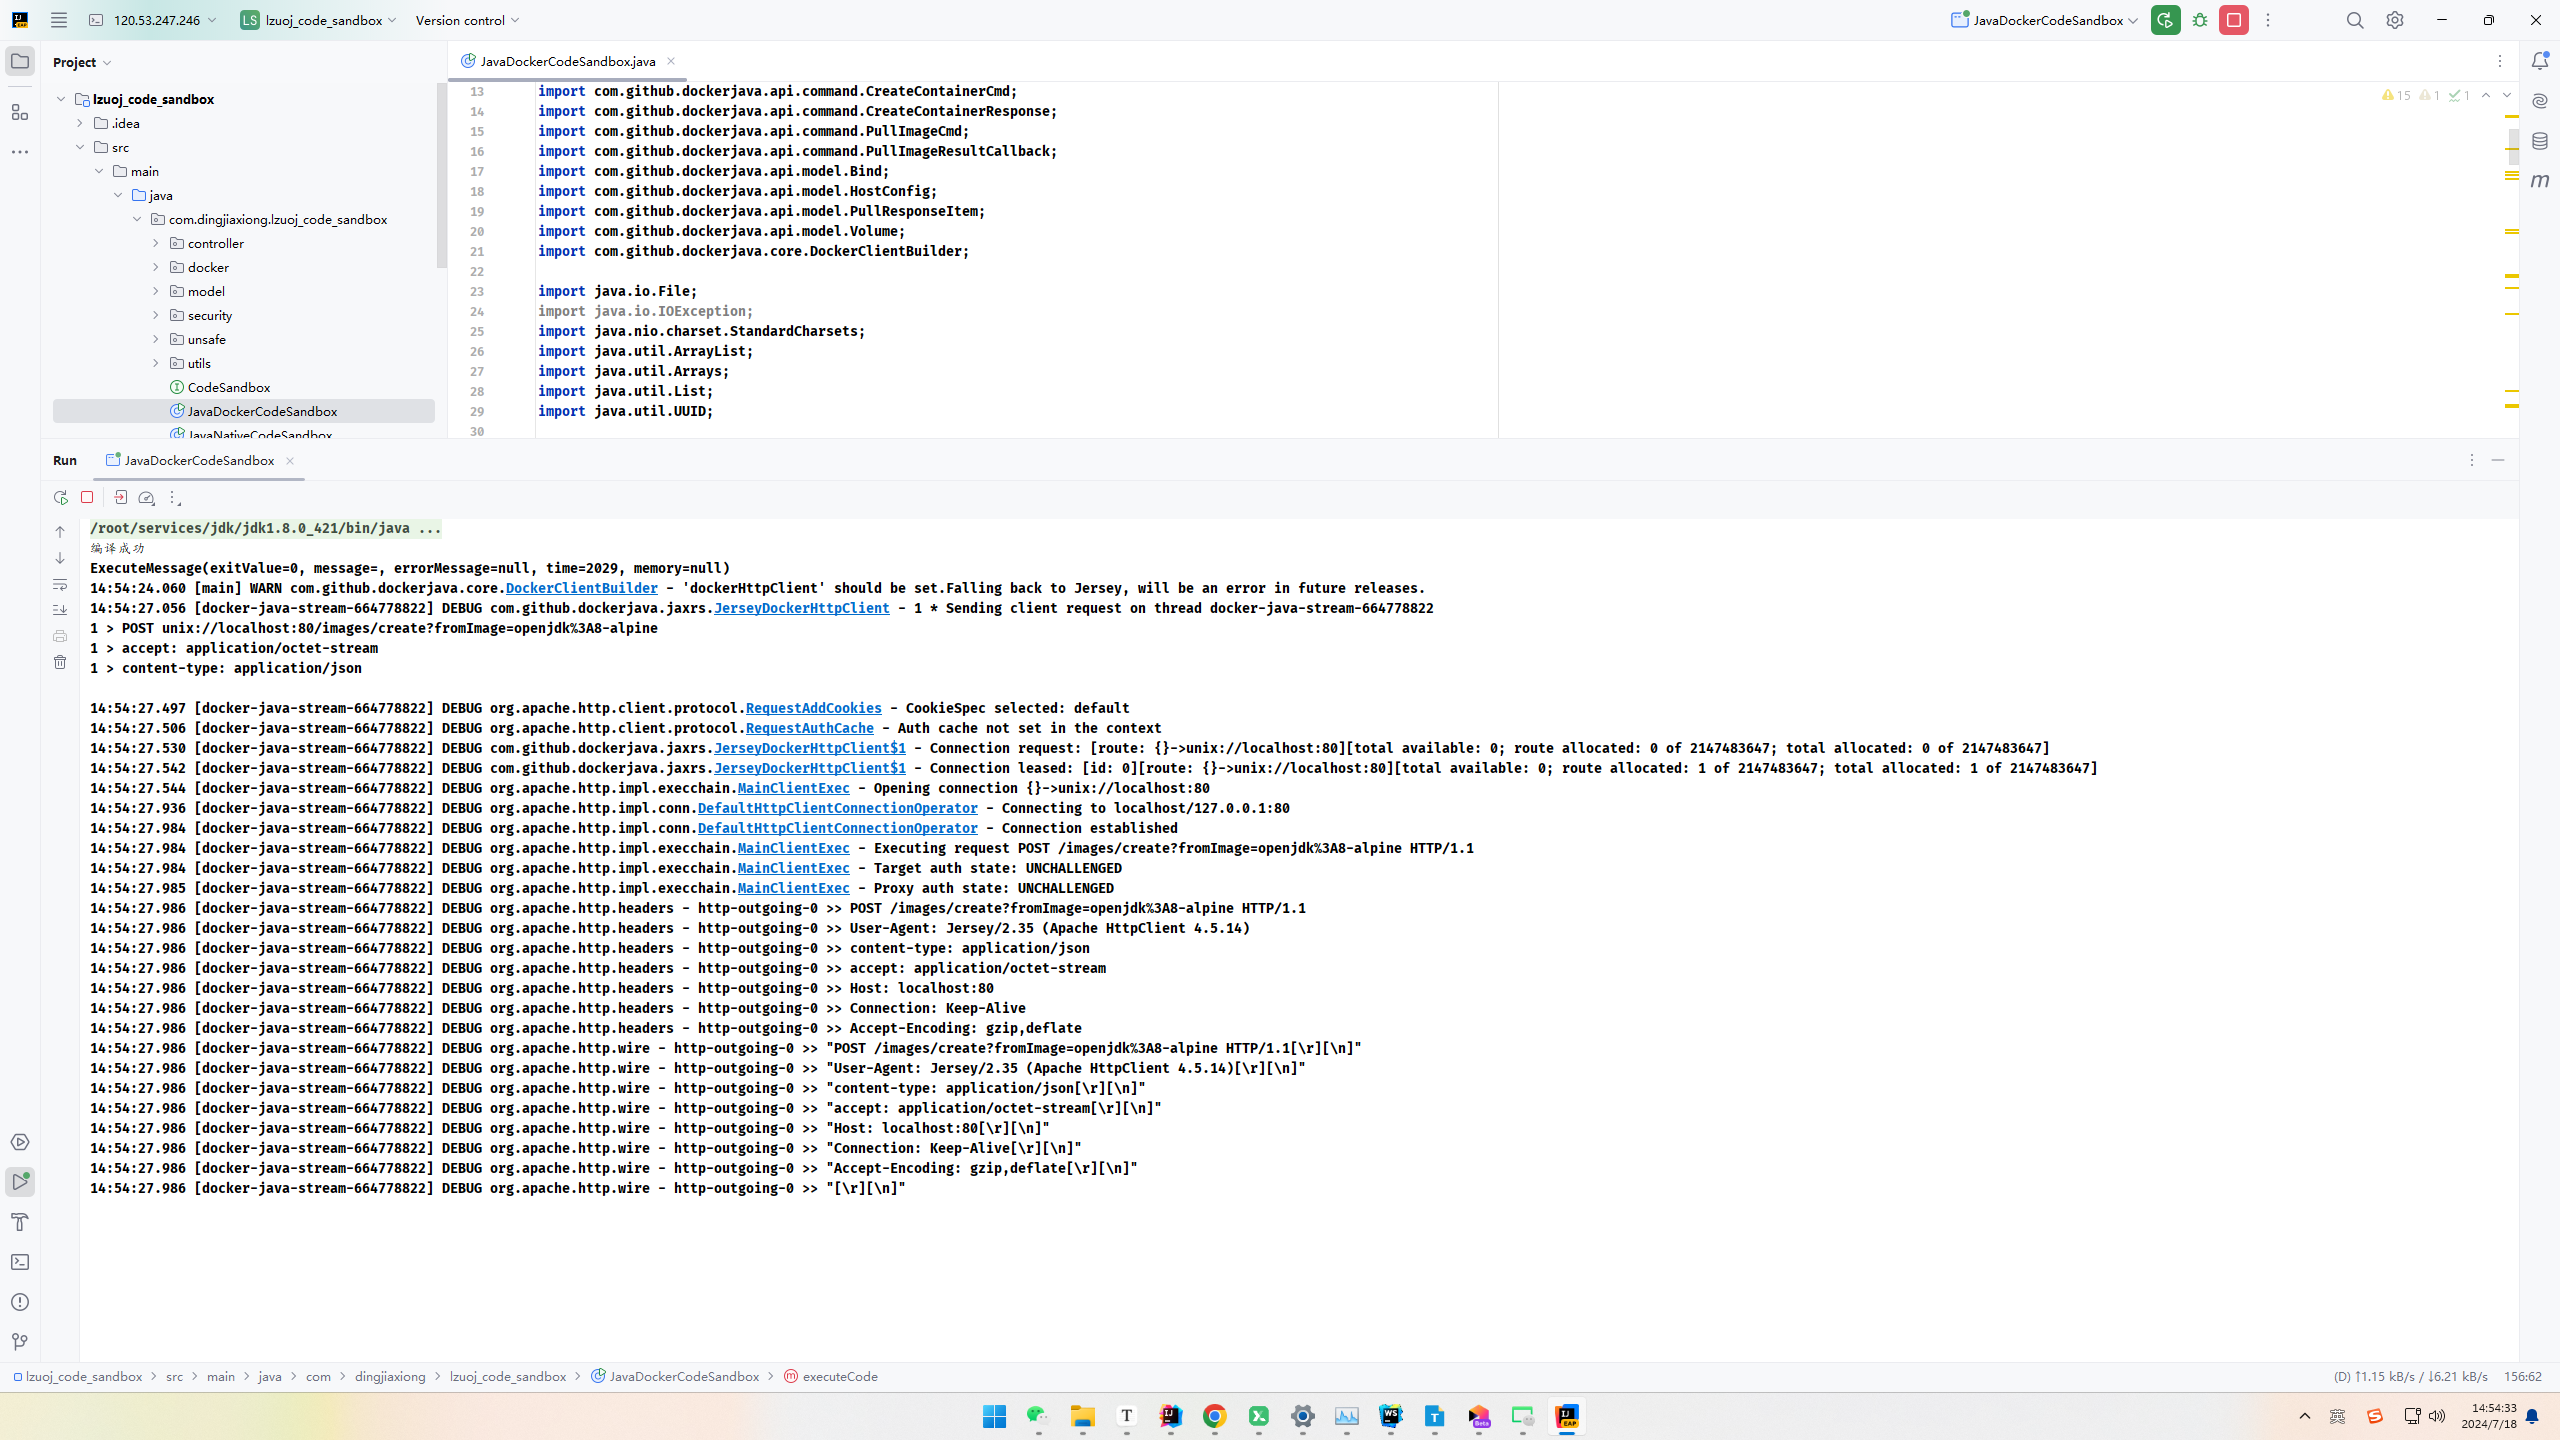 120.53.247.246
LS lzuoj_code_sandbox
Version control
JavaDockerCodeSandbox
Project
JavaDockerCodeSandbox.java
lzuoj_code_sandbox
.idea
src
main
java
com.dingjiaxiong.lzuoj_code_sandbox
controller
docker
model
security
unsafe
utils
CodeSandbox
JavaDockerCodeSandbox
JavaNativeCodeSandbox
15 1 1
13 import com.github.dockerjava.api.command.CreateContainerCmd;
14 import com.github.dockerjava.api.command.CreateContainerResponse;
15 import com.github.dockerjava.api.command.PullImageCmd;
16 import com.github.dockerjava.api.command.PullImageResultCallback;
17 import com.github.dockerjava.api.model.Bind;
18 import com.github.dockerjava.api.model.HostConfig;
19 import com.github.dockerjava.api.model.PullResponseItem;
20 import com.github.dockerjava.api.model.Volume;
21 import com.github.dockerjava.core.DockerClientBuilder;
22
23 import java.io.File;
24 import java.io.IOException;
25 import java.nio.charset.StandardCharsets;
26 import java.util.ArrayList;
27 import java.util.Arrays;
28 import java.util.List;
29 import java.util.UUID;
30
Run JavaDockerCodeSandbox
/root/services/jdk/jdk1.8.0_421/bin/java ...
编译成功
ExecuteMessage(exitValue=0, message=, errorMessage=null, time=2029, memory=null)
14:54:24.060 [main] WARN com.github.dockerjava.core.DockerClientBuilder - 'dockerHttpClient' should be set.Falling back to Jersey, will be an error in future releases.
14:54:27.056 [docker-java-stream-664778822] DEBUG com.github.dockerjava.jaxrs.JerseyDockerHttpClient - 1 * Sending client request on thread docker-java-stream-664778822
1 > POST unix://localhost:80/images/create?fromImage=openjdk%3A8-alpine
1 > accept: application/octet-stream
1 > content-type: application/json
14:54:27.497 [docker-java-stream-664778822] DEBUG org.apache.http.client.protocol.RequestAddCookies - CookieSpec selected: default
14:54:27.506 [docker-java-stream-664778822] DEBUG org.apache.http.client.protocol.RequestAuthCache - Auth cache not set in the context
14:54:27.530 [docker-java-stream-664778822] DEBUG com.github.dockerjava.jaxrs.JerseyDockerHttpClient$1 - Connection request: [route: {}->unix://localhost:80][total available: 0; route allocated: 0 of 2147483647; total allocated: 0 of 2147483647]
14:54:27.542 [docker-java-stream-664778822] DEBUG com.github.dockerjava.jaxrs.JerseyDockerHttpClient$1 - Connection leased: [id: 0][route: {}->unix://localhost:80][total available: 0; route allocated: 1 of 2147483647; total allocated: 1 of 2147483647]
14:54:27.544 [docker-java-stream-664778822] DEBUG org.apache.http.impl.execchain.MainClientExec - Opening connection {}->unix://localhost:80
14:54:27.936 [docker-java-stream-664778822] DEBUG org.apache.http.impl.conn.DefaultHttpClientConnectionOperator - Connecting to localhost/127.0.0.1:80
14:54:27.984 [docker-java-stream-664778822] DEBUG org.apache.http.impl.conn.DefaultHttpClientConnectionOperator - Connection established
14:54:27.984 [docker-java-stream-664778822] DEBUG org.apache.http.impl.execchain.MainClientExec - Executing request POST /images/create?fromImage=openjdk%3A8-alpine HTTP/1.1
14:54:27.984 [docker-java-stream-664778822] DEBUG org.apache.http.impl.execchain.MainClientExec - Target auth state: UNCHALLENGED
14:54:27.985 [docker-java-stream-664778822] DEBUG org.apache.http.impl.execchain.MainClientExec - Proxy auth state: UNCHALLENGED
14:54:27.986 [docker-java-stream-664778822] DEBUG org.apache.http.headers - http-outgoing-0 >> POST /images/create?fromImage=openjdk%3A8-alpine HTTP/1.1
14:54:27.986 [docker-java-stream-664778822] DEBUG org.apache.http.headers - http-outgoing-0 >> User-Agent: Jersey/2.35 (Apache HttpClient 4.5.14)
14:54:27.986 [docker-java-stream-664778822] DEBUG org.apache.http.headers - http-outgoing-0 >> content-type: application/json
14:54:27.986 [docker-java-stream-664778822] DEBUG org.apache.http.headers - http-outgoing-0 >> accept: application/octet-stream
14:54:27.986 [docker-java-stream-664778822] DEBUG org.apache.http.headers - http-outgoing-0 >> Host: localhost:80
14:54:27.986 [docker-java-stream-664778822] DEBUG org.apache.http.headers - http-outgoing-0 >> Connection: Keep-Alive
14:54:27.986 [docker-java-stream-664778822] DEBUG org.apache.http.headers - http-outgoing-0 >> Accept-Encoding: gzip,deflate
14:54:27.986 [docker-java-stream-664778822] DEBUG org.apache.http.wire - http-outgoing-0 >> "POST /images/create?fromImage=openjdk%3A8-alpine HTTP/1.1[\r][\n]"
14:54:27.986 [docker-java-stream-664778822] DEBUG org.apache.http.wire - http-outgoing-0 >> "User-Agent: Jersey/2.35 (Apache HttpClient 4.5.14)[\r][\n]"
14:54:27.986 [docker-java-stream-664778822] DEBUG org.apache.http.wire - http-outgoing-0 >> "content-type: application/json[\r][\n]"
14:54:27.986 [docker-java-stream-664778822] DEBUG org.apache.http.wire - http-outgoing-0 >> "accept: application/octet-stream[\r][\n]"
14:54:27.986 [docker-java-stream-664778822] DEBUG org.apache.http.wire - http-outgoing-0 >> "Host: localhost:80[\r][\n]"
14:54:27.986 [docker-java-stream-664778822] DEBUG org.apache.http.wire - http-outgoing-0 >> "Connection: Keep-Alive[\r][\n]"
14:54:27.986 [docker-java-stream-664778822] DEBUG org.apache.http.wire - http-outgoing-0 >> "Accept-Encoding: gzip,deflate[\r][\n]"
14:54:27.986 [docker-java-stream-664778822] DEBUG org.apache.http.wire - http-outgoing-0 >> "[\r][\n]"
lzuoj_code_sandbox > src > main > java > com > dingjiaxiong > lzuoj_code_sandbox > JavaDockerCodeSandbox > executeCode
(D) ↑1.15 kB/s / ↓6.21 kB/s 156:62
英
14:54:33
2024/7/18